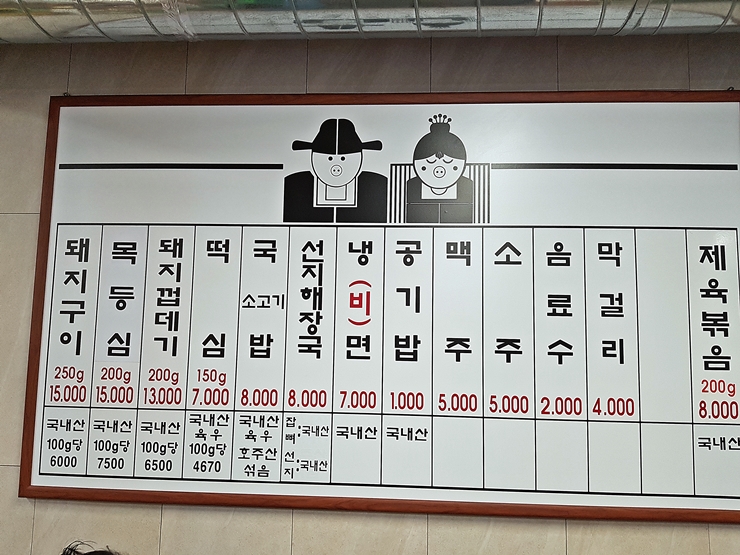 돼지구이
250g
15.000
국내산
100g당
6000
목등심
200g
15.000
국내산
100g당
7500
돼지껍데기
200g
13.000
국내산
100g당
6500
떡심
150g
7.000
국내산
육우
100g당
4670
국밥
소고기
8.000
국내산
육우
호주산
섞음
선지해장국
8.000
잡뼈:국내산
선지:국내산
냉면
(비)
7.000
국내산
공기밥
1.000
국내산
맥주
5.000
소주
5.000
음료수
2.000
막걸리
4.000
제육볶음
200g
8.000
국내산